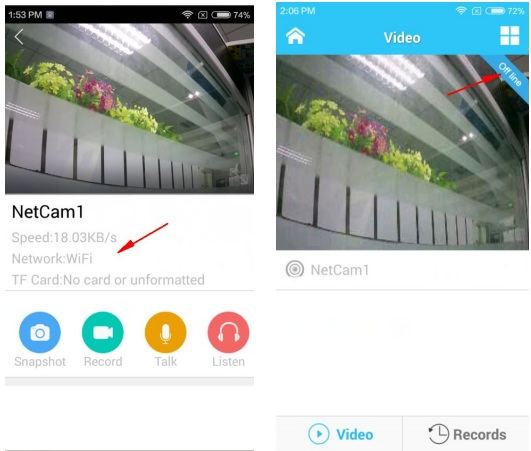 1:53 PM
74%
NetCam1
Speed:18.03KB/s
Network:WiFi
TF Card:No card or unformatted
Snapshot
Record
Talk
Listen
2:06 PM
72%
Video
Off line
NetCam1
Video
Records